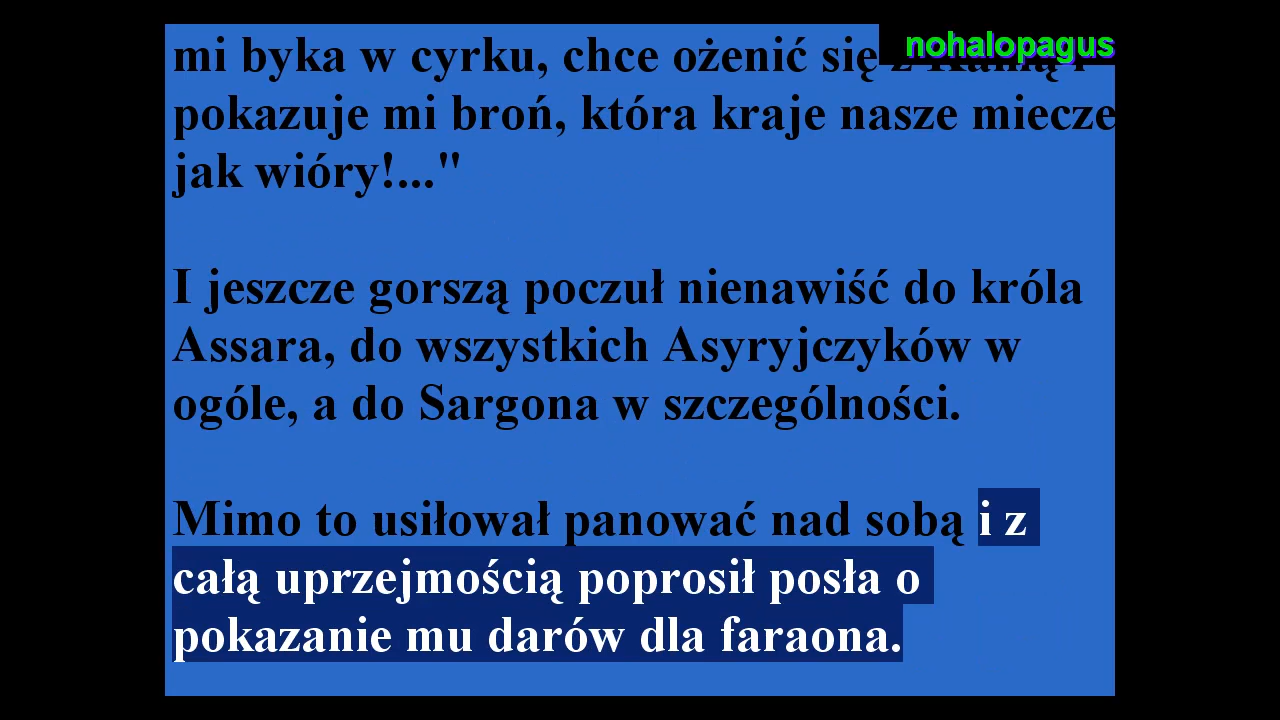 nohalopagus
mi byka w cyrku, chce ożenić się z
pokazuje mi broń, która kraje nasze miecze
jak wióry!..."
I jeszcze gorszą poczuł nienawiść do króla
Assara, do wszystkich Asyryjczyków w
ogóle, a do Sargona w szczególności.
Mimo to usiłował panować nad sobą i z
całą uprzejmością poprosił posła o
pokazanie mu darów dla faraona.